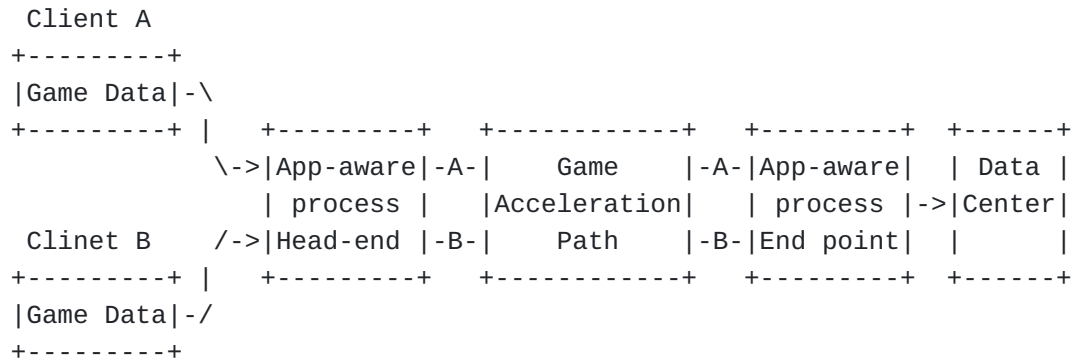 Client A
+---------+
|Game Data|-\
+---------+ |   +---------+   +------------+   +---------+  +------+
             \->|App-aware|-A-|    Game    |-A-|App-aware|  | Data |
                | process |   |Acceleration|   | process |->|Center|
 Clinet B    /->|Head-end |-B-|    Path    |-B-|End point|  |      |
+---------+ |   +---------+   +------------+   +---------+  +------+
|Game Data|-/
+---------+